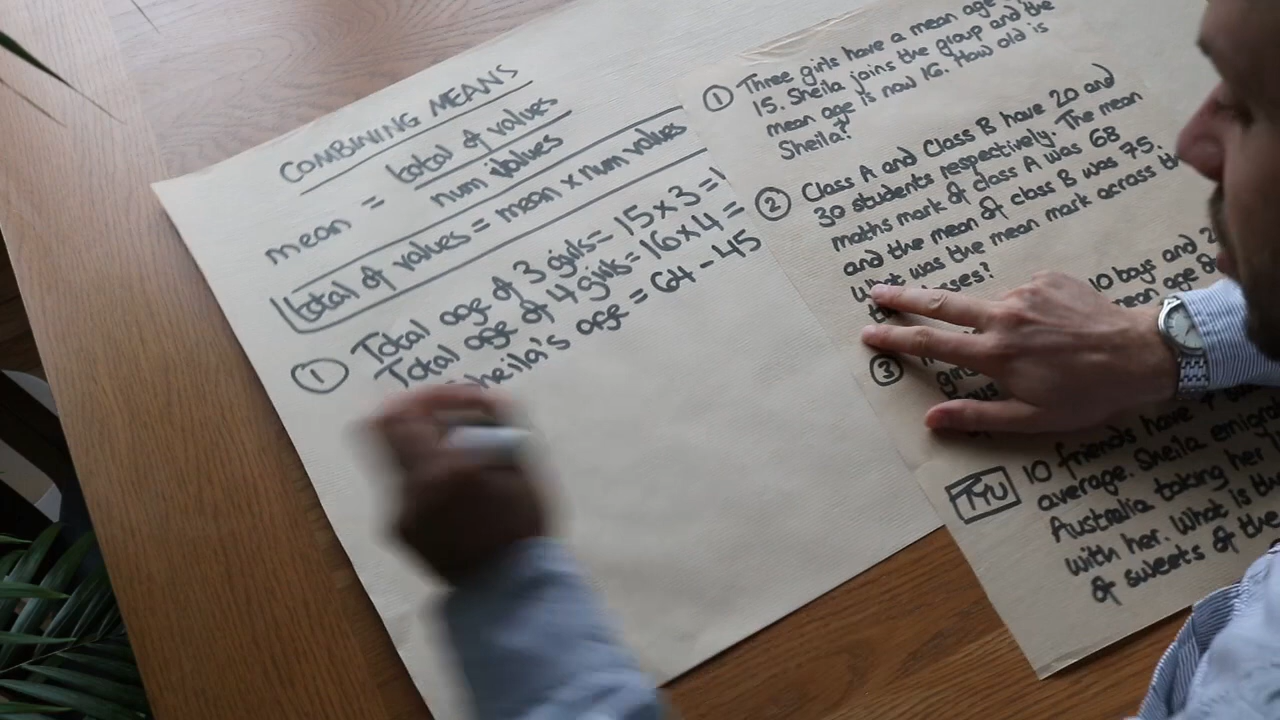 COMBINING MEANS
mean = total of values
num values
total of values = mean x num values
① Total age of 3 girls = 15 x 3 =
Total age of 4 girls = 16 x 4 =
Sheila's age = 64 - 45
① Three girls have a mean age
15. Sheila joins the group and the
mean age is now 16. How old is
Sheila?
② Class A and Class B have 20 and
30 students respectively. The mean
maths mark of class A was 68
and the mean of class B was 75.
What was the mean mark across
10 boys and
mean age of
③
TYU 10 friends have
average. Sheila
Australia taking her
with her. What is the
of sweets of the